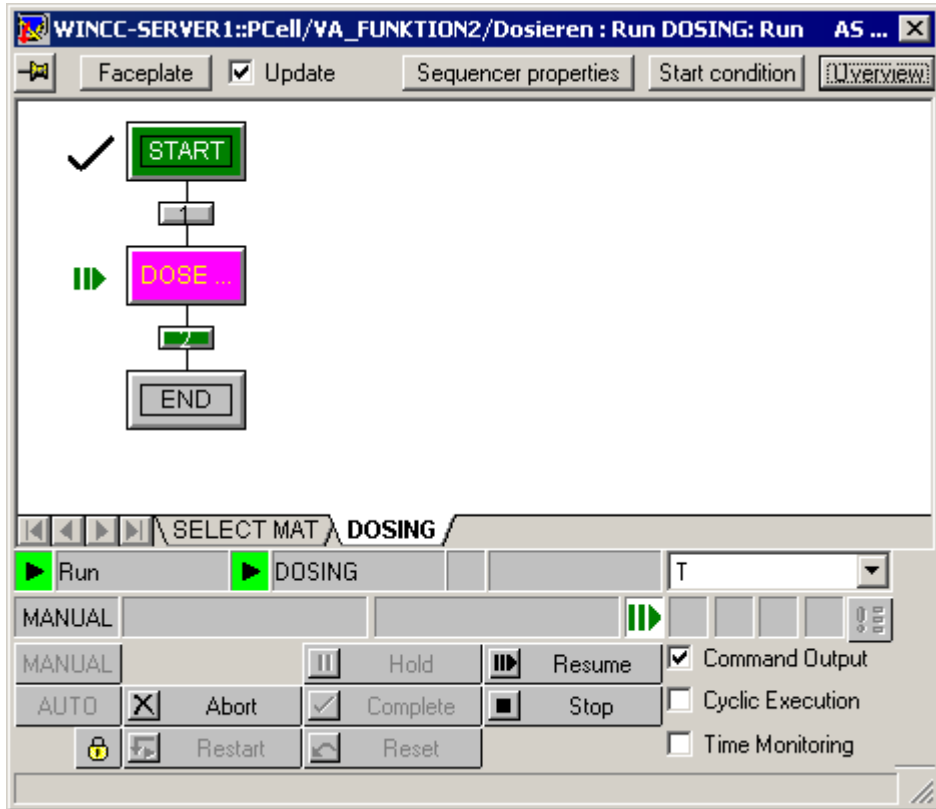 WINCC-SERVER1::PCell/VA_FUNKTION2/Dosieren : Run DOSING: Run AS ...
Faceplate Update Sequencer properties Start condition Overview
START
1
DOSE ...
2
END
SELECT MAT DOSING
Run DOSING T
MANUAL
MANUAL Hold Resume Command Output
AUTO Abort Complete Stop Cyclic Execution
Restart Reset Time Monitoring